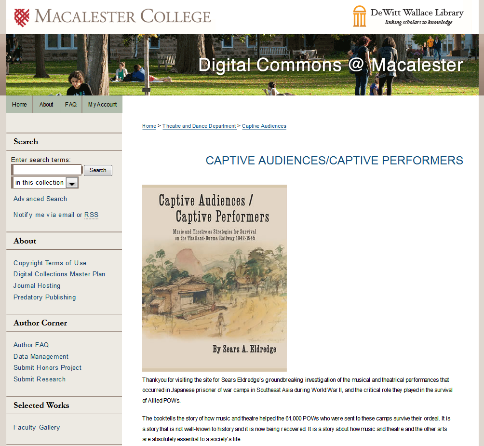 MACALESTER COLLEGE
DeWitt Wallace Library
linking scholars to knowledge
Digital Commons @ Macalester
Home About FAQ My Account
Home > Theatre and Dance Department > Captive Audiences
Search
Enter search terms:
Search
in this collection
Advanced Search
Notify me via email or RSS
CAPTIVE AUDIENCES/CAPTIVE PERFORMERS
Captive Audiences /
Captive Performers
Music and Theatre as Strategies for Survival
on the Thailand-Burma Railway 1942-1945
By Sears A. Eldredge
About
Copyright Terms of Use
Digital Collections Master Plan
Journal Hosting
Predatory Publishing
Author Corner
Author FAQ
Data Management
Submit Honors Project
Submit Research
Selected Works
Faculty Gallery
Thank you for visiting the site for Sears Eldredge's groundbreaking investigation of the musical and theatrical performances that
occurred in Japanese prisoner of war camps in Southeast Asia during World War II, and the critical role they played in the survival
of Allied POWs.
The book tells the story of how music and theatre helped the 61,000 POWs who were sent to these camps survive their ordeal. It is
a story that is not well-known to history and it is now being recovered. It is a story about how music and theatre and the other arts
are absolutely essential to a society's life.